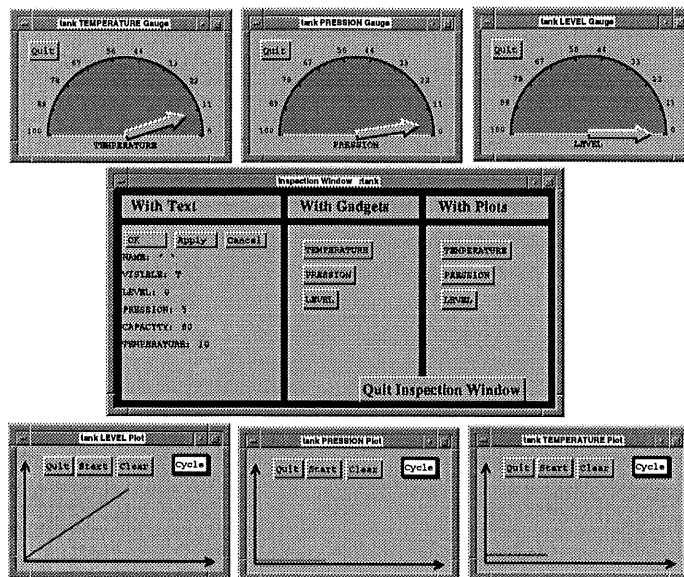 tank TEMPERATURE Gauge
Quit
100 89 78 67 56 44 33 22 11 0
TEMPERATURE
tank PRESSION Gauge
Quit
100 89 78 67 56 44 33 22 11 0
PRESSION
tank LEVEL Gauge
Quit
100 89 78 67 56 44 33 22 11 0
LEVEL
Inspection Window :tank
With Text
With Gadgets
With Plots
OK Apply Cancel
NAME: " "
VISIBLE: T
LEVEL: 0
PRESSION: 5
CAPACITY: 80
TEMPERATURE: 10
TEMPERATURE
PRESSION
LEVEL
TEMPERATURE
PRESSION
LEVEL
Quit Inspection Window
tank LEVEL Plot
Quit Start Clear Cycle
tank PRESSION Plot
Quit Start Clear Cycle
tank TEMPERATURE Plot
Quit Start Clear Cycle